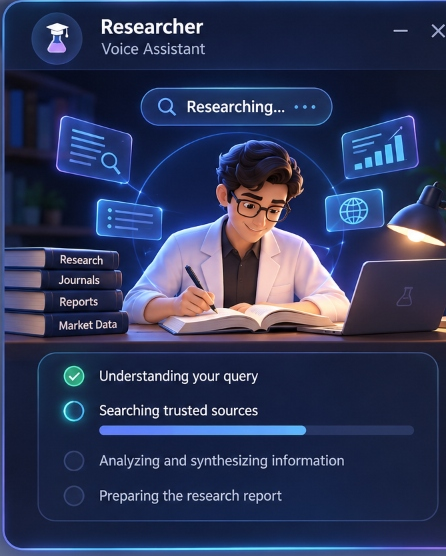 Researcher
Voice Assistant
Researching...
Research
Journals
Reports
Market Data
Understanding your query
Searching trusted sources
Analyzing and synthesizing information
Preparing the research report